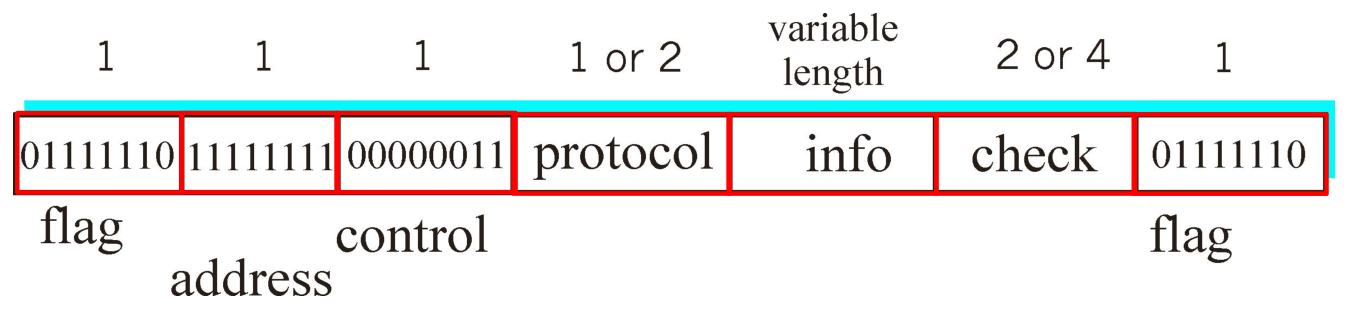 1 1 1 1 or 2 variable length 2 or 4 1
01111110 11111111 00000011 protocol info check 01111110
flag address control flag